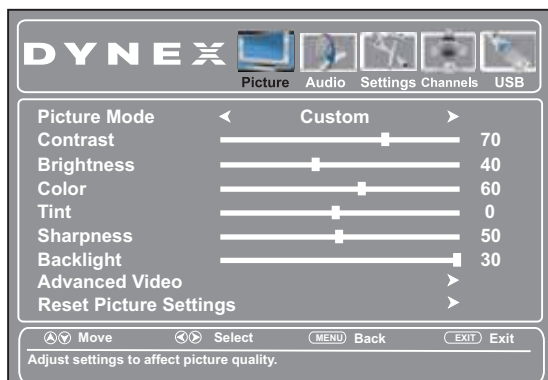 DYNEX
Picture Audio Settings Channels USB
Picture Mode Custom
Contrast 70
Brightness 40
Color 60
Tint 0
Sharpness 50
Backlight 30
Advanced Video
Reset Picture Settings
Move Select MENU Back EXIT Exit
Adjust settings to affect picture quality.